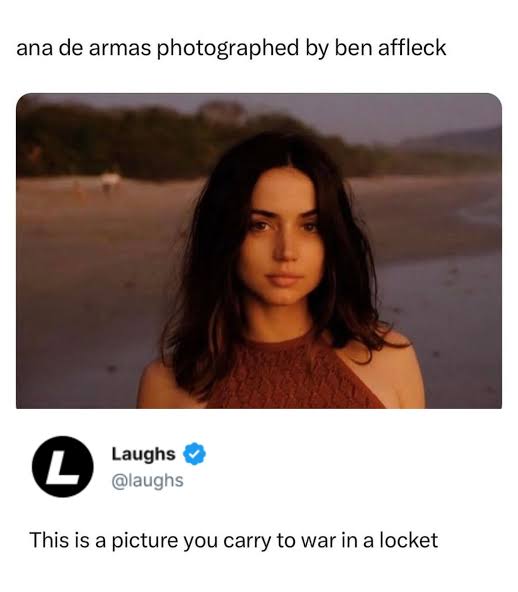 ana de armas photographed by ben affleck
L
Laughs
@laughs
This is a picture you carry to war in a locket